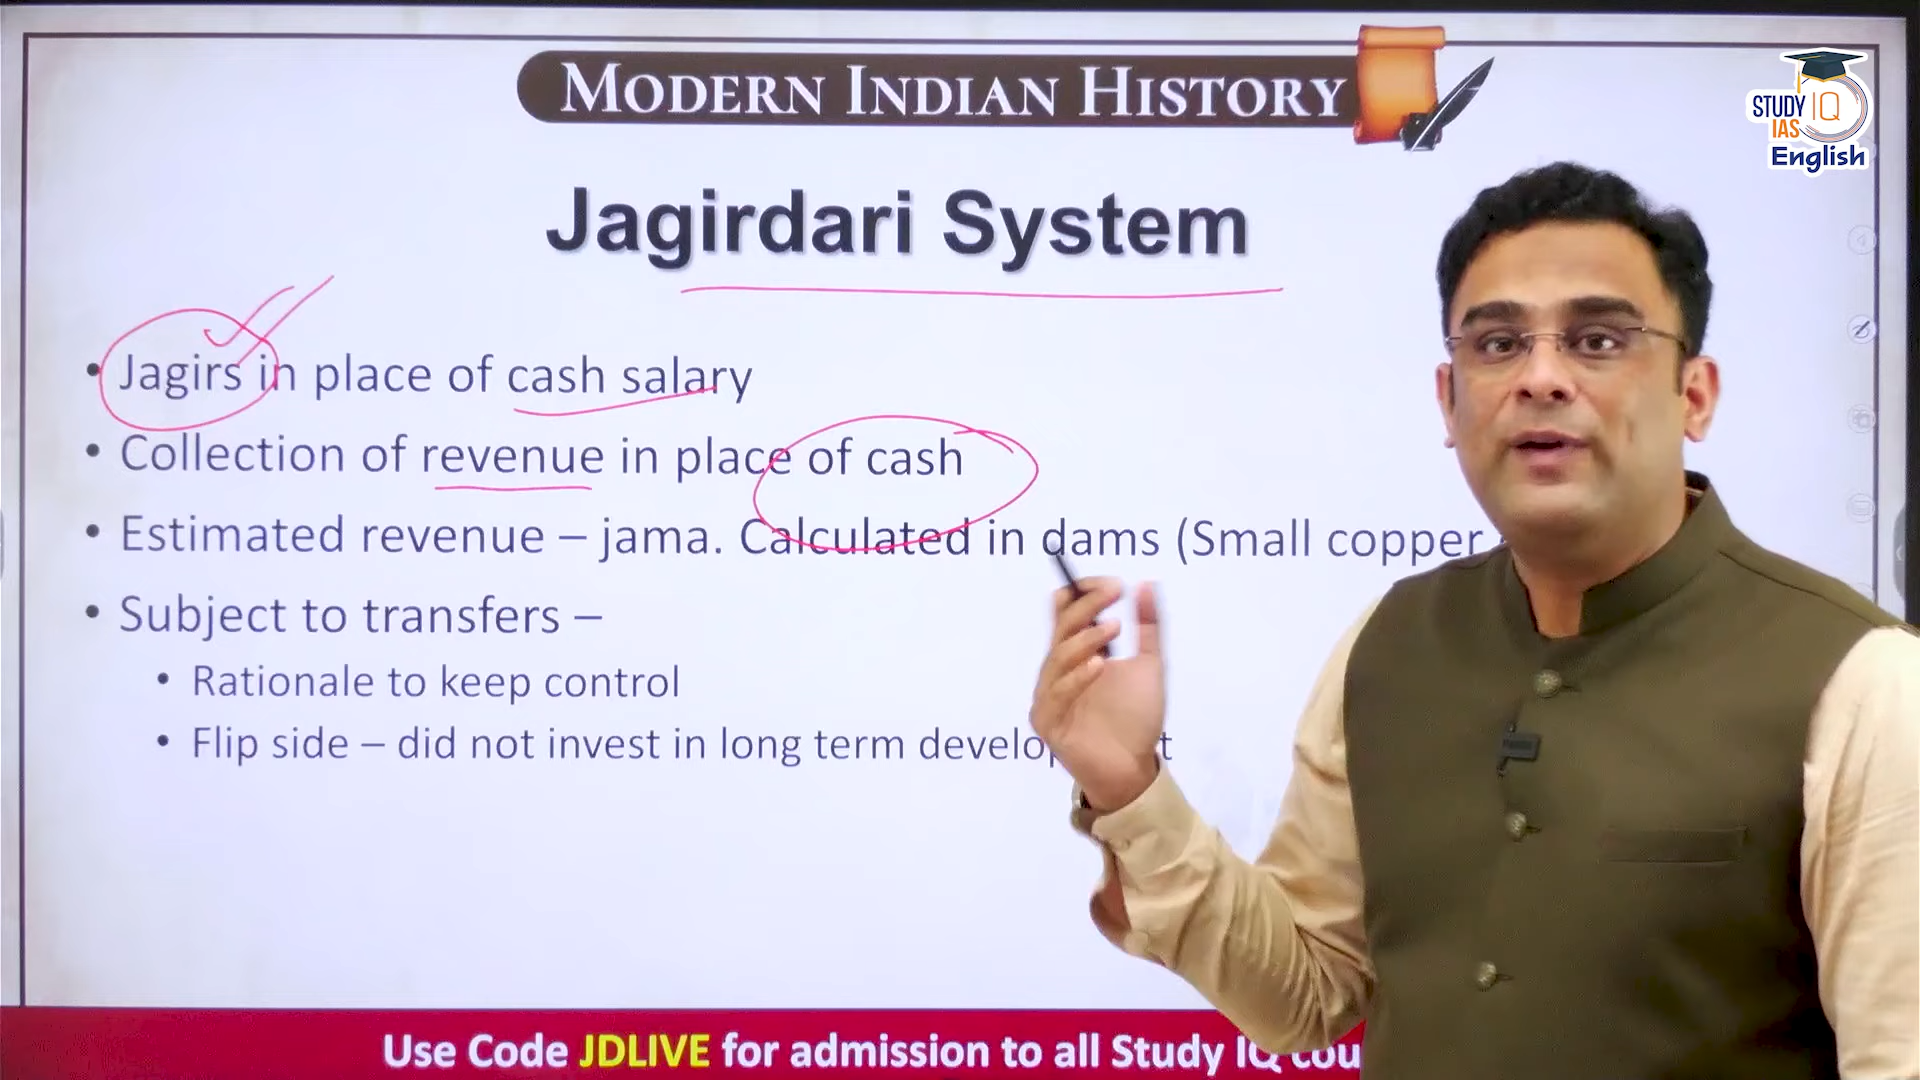 MODERN INDIAN HISTORY
STUDY IQ
IAS
English
Jagirdari System
• Jagirs in place of cash salary
• Collection of revenue in place of cash
• Estimated revenue – jama. Calculated in dams (Small copper
• Subject to transfers –
• Rationale to keep control
• Flip side – did not invest in long term
Use Code JDLIVE for admission to all Study IQ